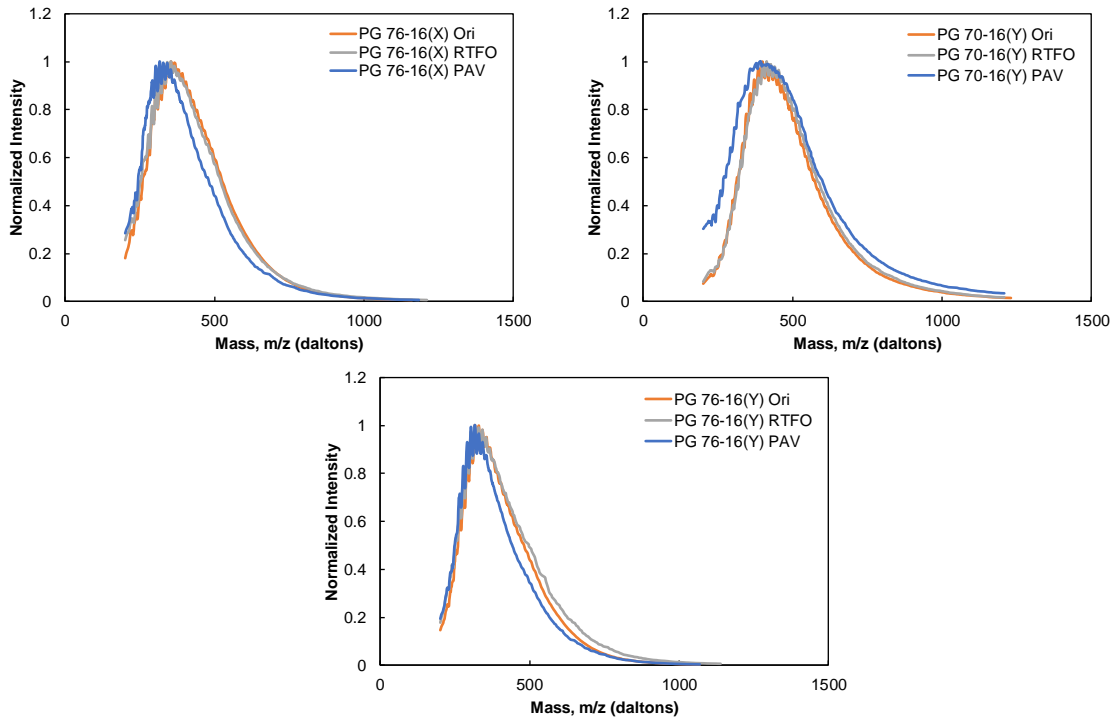 1.2
1
0.8
0.6
0.4
0.2
0
Normalized Intensity
PG 76-16(X) Ori
PG 76-16(X) RTFO
PG 76-16(X) PAV
0
500
1000
1500
Mass, m/z (daltons)
1.2
1
0.8
0.6
0.4
0.2
0
Normalized Intensity
PG 70-16(Y) Ori
PG 70-16(Y) RTFO
PG 70-16(Y) PAV
0
500
1000
1500
Mass, m/z (daltons)
1.2
1
0.8
0.6
0.4
0.2
0
Normalized Intensity
PG 76-16(Y) Ori
PG 76-16(Y) RTFO
PG 76-16(Y) PAV
0
500
1000
1500
Mass, m/z (daltons)